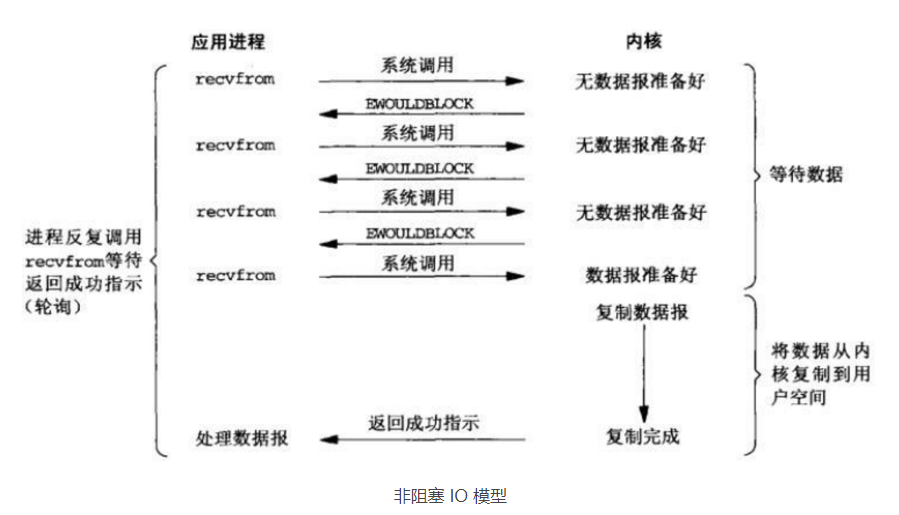 应用进程
内核
recvfrom
系统调用
无数据报准备好
EWOULDBLOCK
recvfrom
系统调用
无数据报准备好
EWOULDBLOCK
recvfrom
系统调用
无数据报准备好
EWOULDBLOCK
recvfrom
系统调用
数据报准备好
等待数据
进程反复调用
recvfrom等待
返回成功指示
(轮询)
复制数据报
将数据从内
核复制到用
户空间
处理数据报
返回成功指示
复制完成
非阻塞 IO 模型